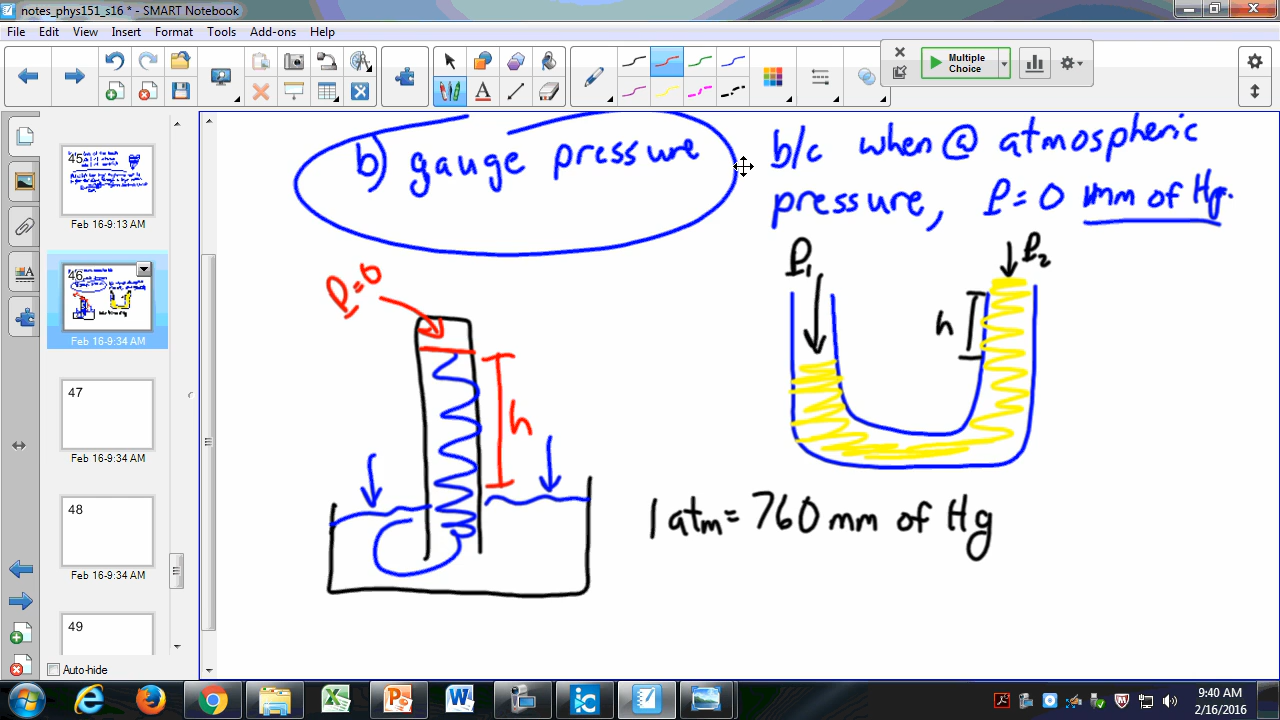 notes_phys151_s16 * - SMART Notebook
File Edit View Insert Format Tools Add-ons Help
Multiple
Choice
45
Feb 16-9:13 AM
46
Feb 16-9:34 AM
47
Feb 16-9:34 AM
48
Feb 16-9:34 AM
49
Auto-hide
b) gauge pressure
b/c when @ atmospheric
pressure, P=0 mm of Hg.
P=0
h
P₁
P₂
h
1 atm = 760 mm of Hg
9:40 AM
2/16/2016